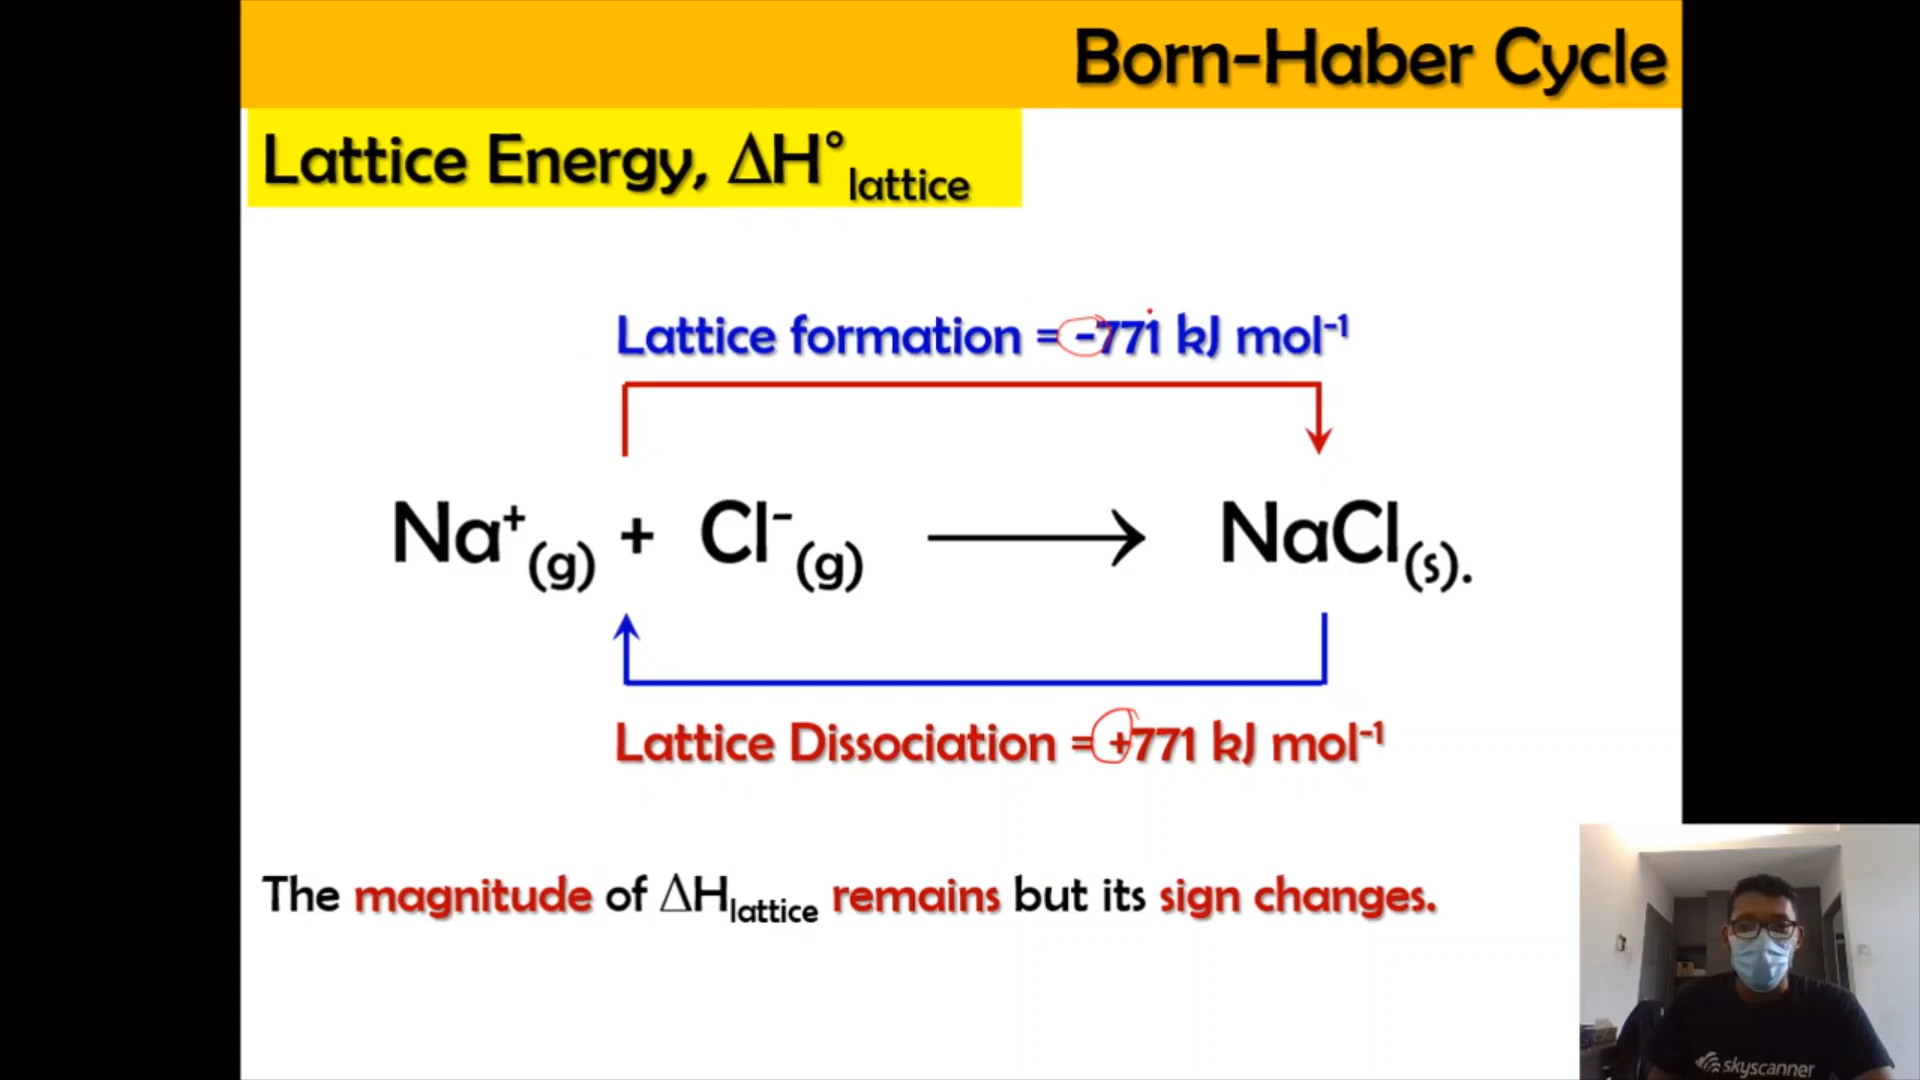 Born-Haber Cycle
Lattice Energy, ΔH°lattice
Lattice formation = -771 kJ mol⁻¹
Na⁺(g) + Cl⁻(g) ⟶ NaCl(s).
Lattice Dissociation = +771 kJ mol⁻¹
The magnitude of ΔHlattice remains but its sign changes.
skyscanner